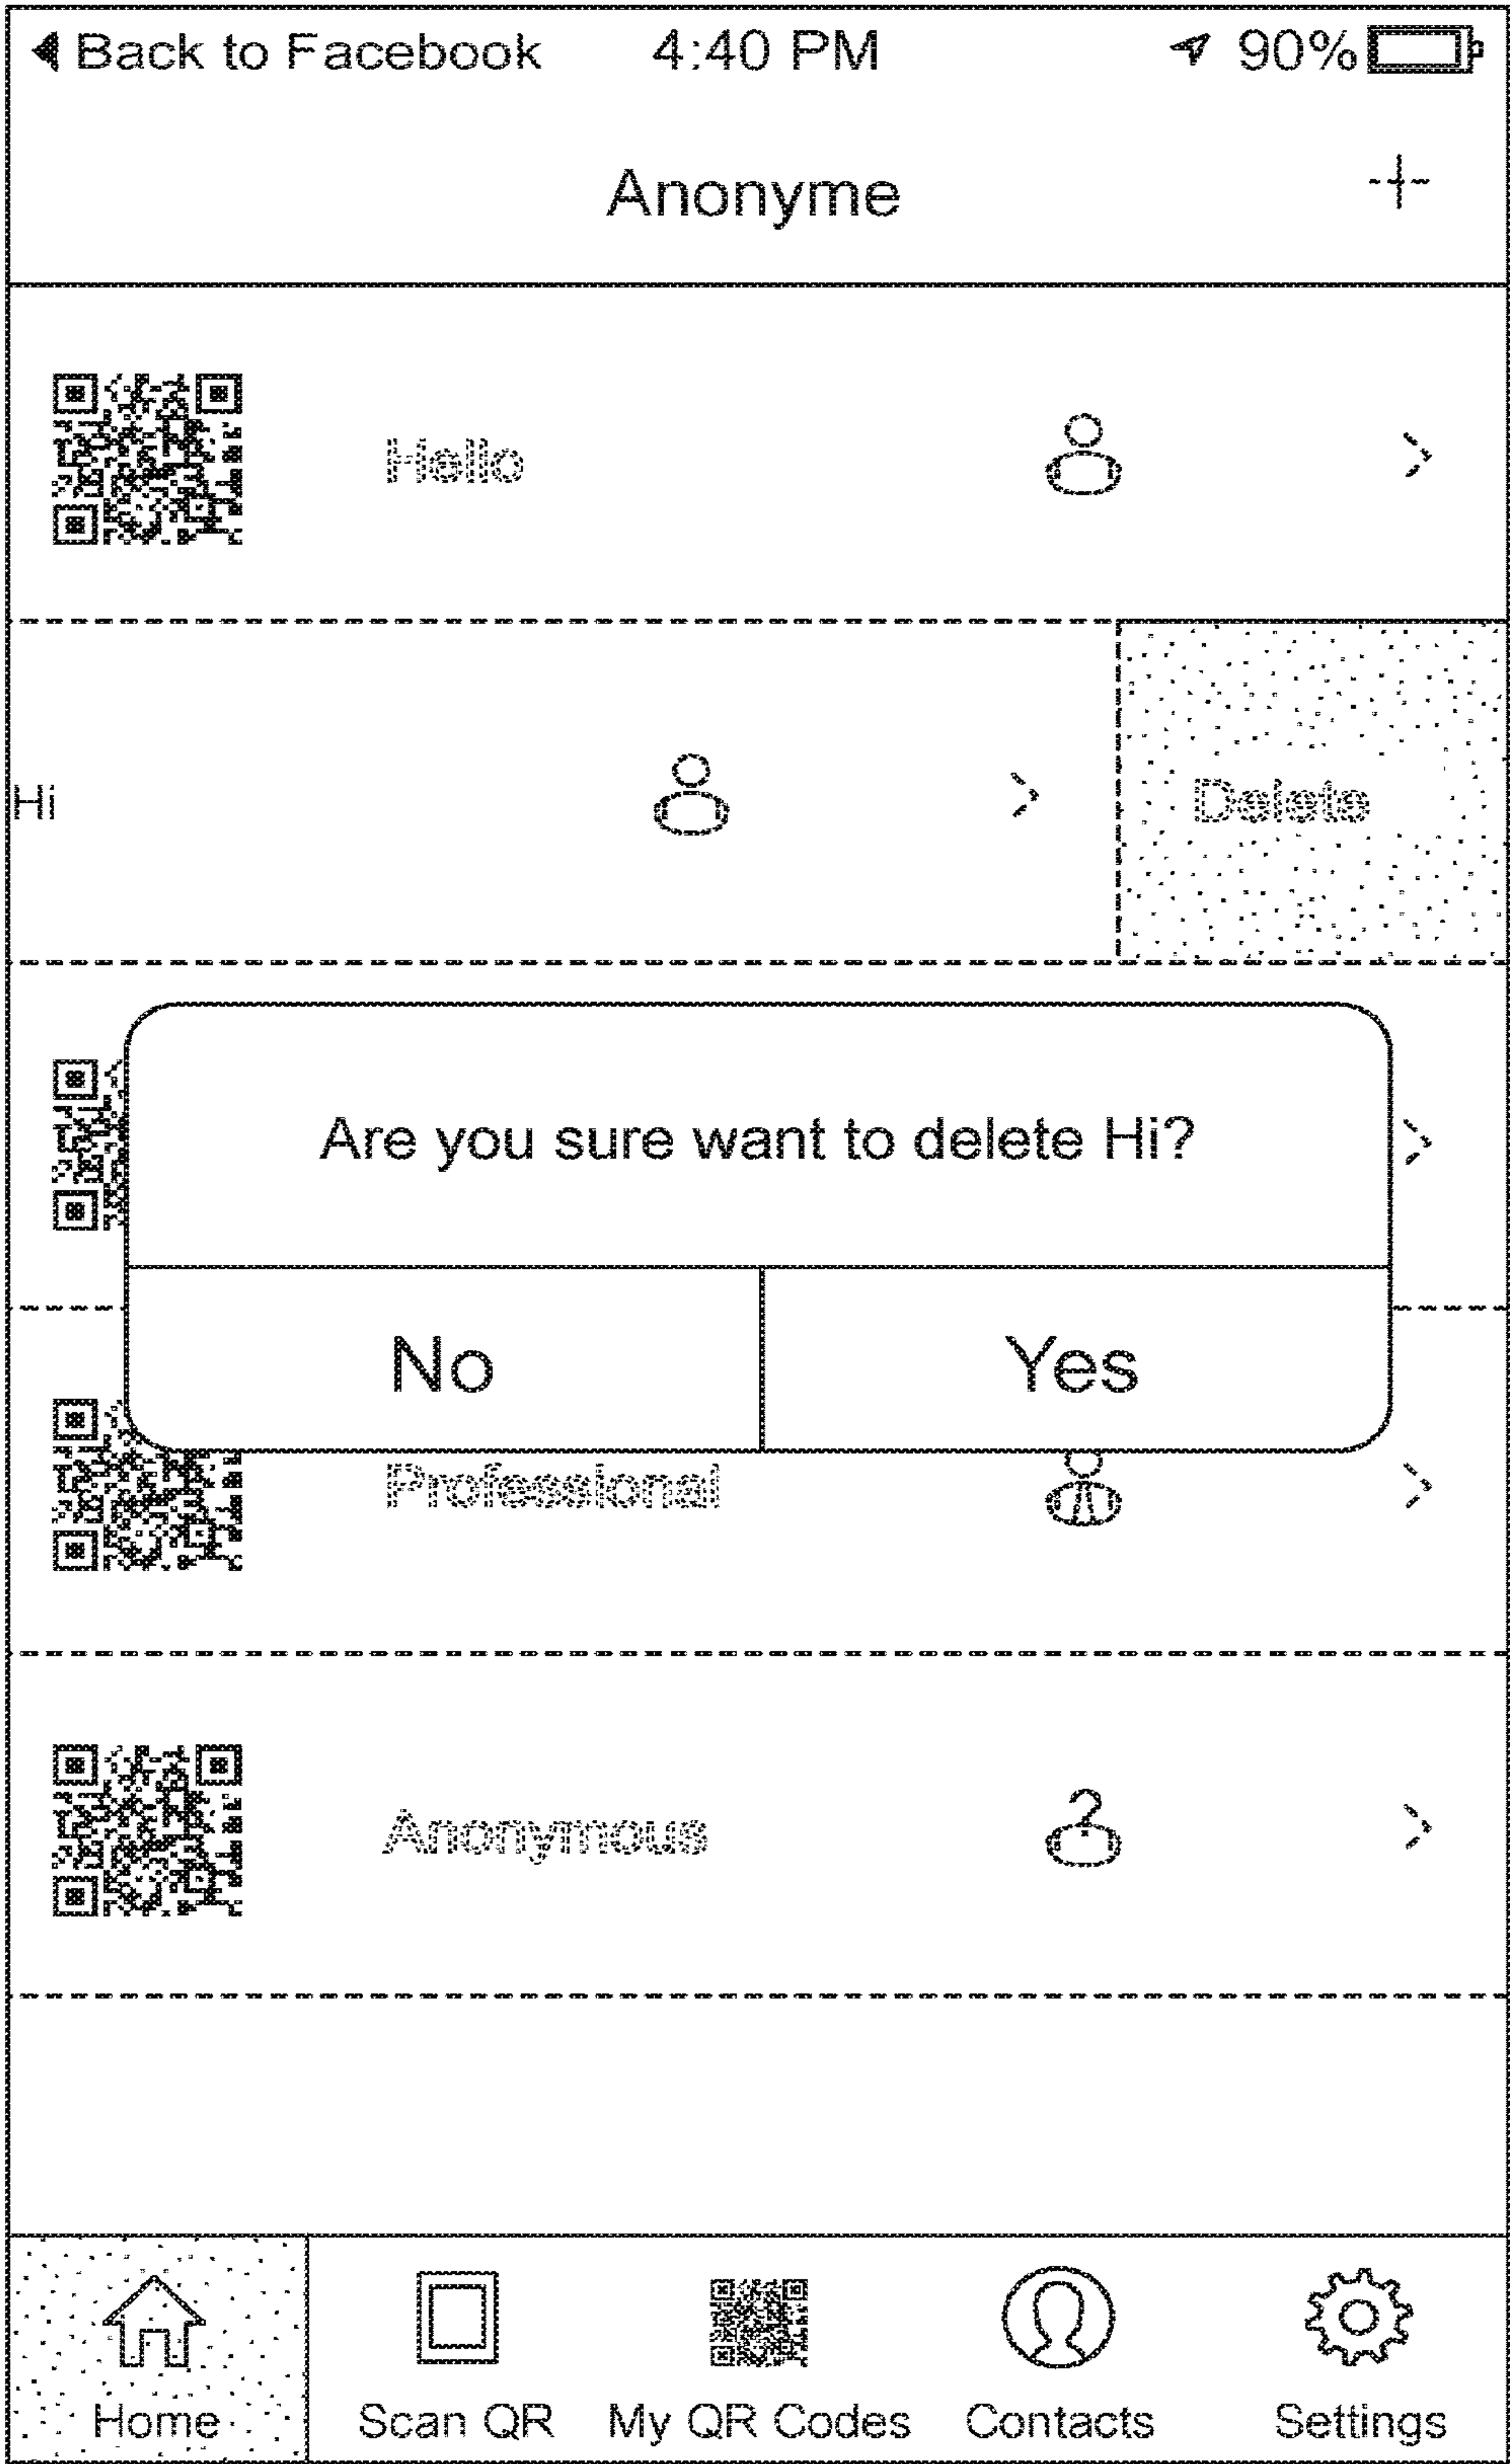 Back to Facebook 4:40 PM 90%
Anonyme
Hello
Hi Delete
Are you sure want to delete Hi?
No Yes
Professional
Anonymous
Home Scan QR My QR Codes Contacts Settings